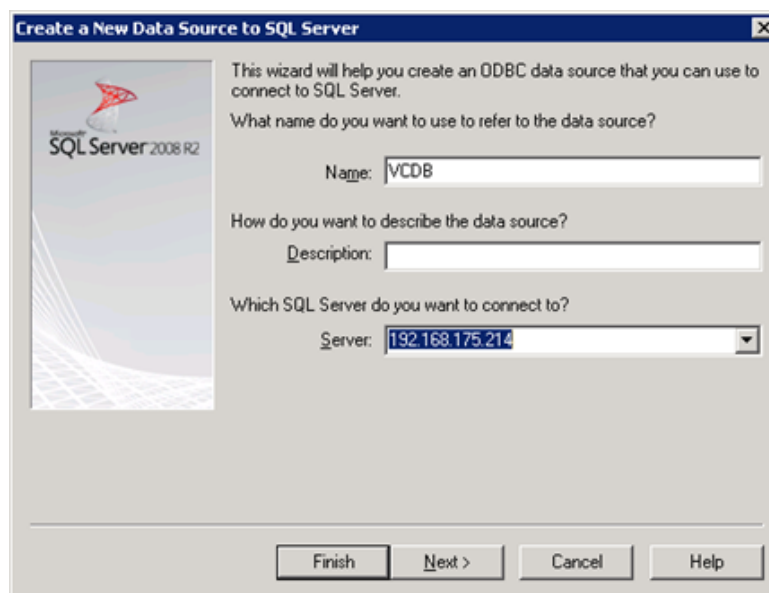 Create a New Data Source to SQL Server
Microsoft
SQL Server 2008 R2
This wizard will help you create an ODBC data source that you can use to
connect to SQL Server.
What name do you want to use to refer to the data source?
Name: VCDB
How do you want to describe the data source?
Description:
Which SQL Server do you want to connect to?
Server: 192.168.175.214
Finish Next > Cancel Help